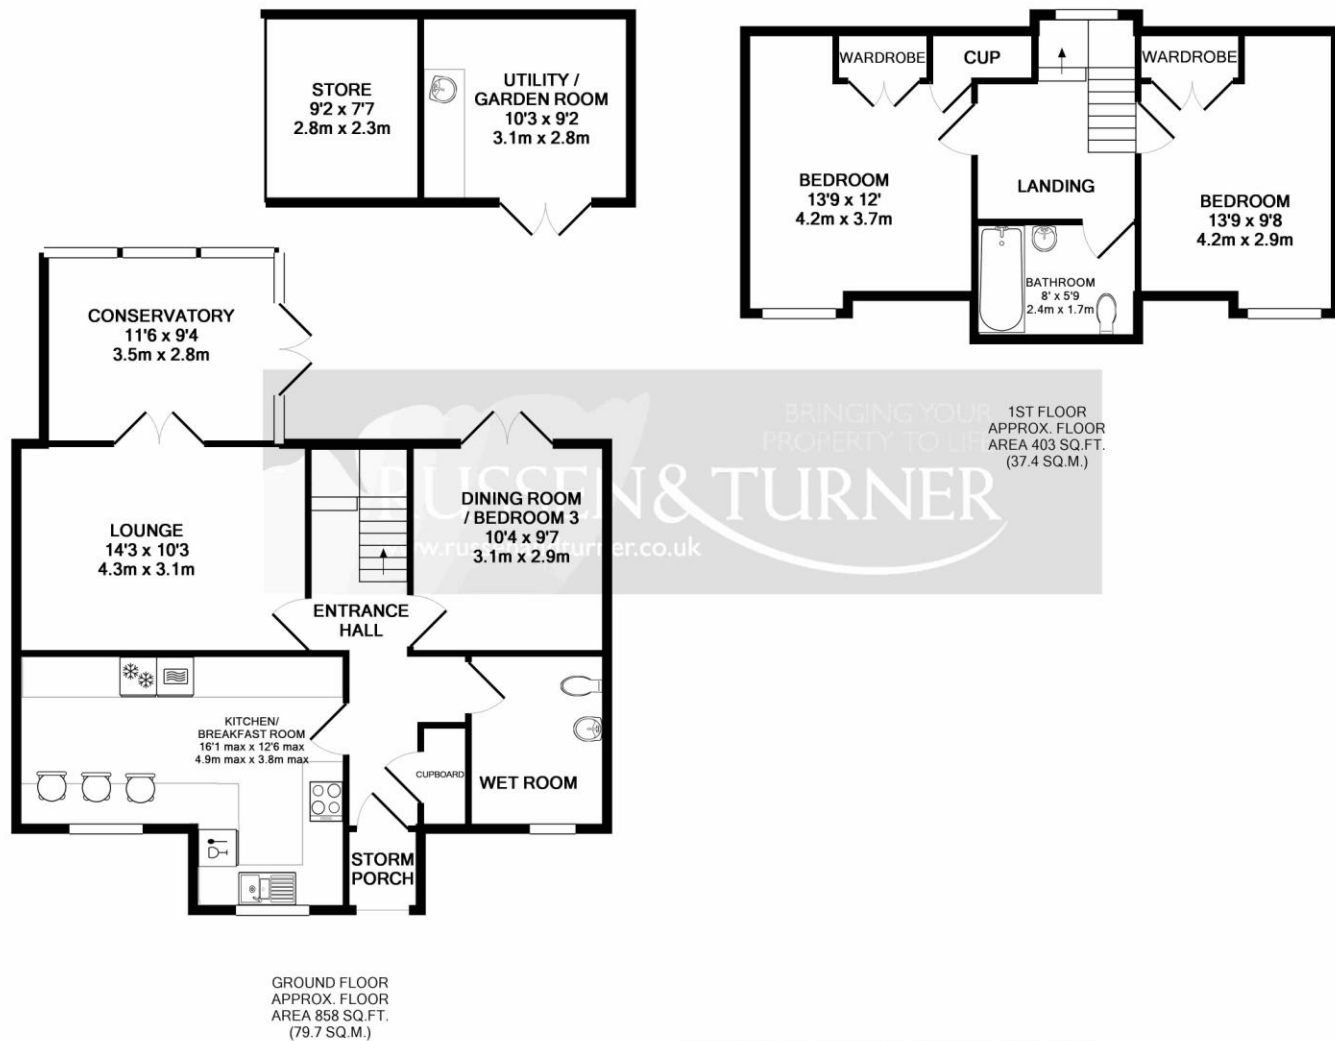 STORE
9'2 x 7'7
2.8m x 2.3m
UTILITY /
GARDEN ROOM
10'3 x 9'2
3.1m x 2.8m
WARDROBE
CUP
WARDROBE
BEDROOM
13'9 x 12'
4.2m x 3.7m
LANDING
BEDROOM
13'9 x 9'8
4.2m x 2.9m
BATHROOM
8' x 5'9
2.4m x 1.7m
CONSERVATORY
11'6 x 9'4
3.5m x 2.8m
BRINGING YOUR
PROPERTY TO LIFE
RUSSEN & TURNER
www.russenandturner.co.uk
1ST FLOOR
APPROX. FLOOR
AREA 403 SQ.FT.
(37.4 SQ.M.)
LOUNGE
14'3 x 10'3
4.3m x 3.1m
DINING ROOM
/ BEDROOM 3
10'4 x 9'7
3.1m x 2.9m
ENTRANCE
HALL
KITCHEN/
BREAKFAST ROOM
16'1 max x 12'6 max
4.9m max x 3.8m max
CUPBOARD
WET ROOM
STORM
PORCH
GROUND FLOOR
APPROX. FLOOR
AREA 858 SQ.FT.
(79.7 SQ.M.)